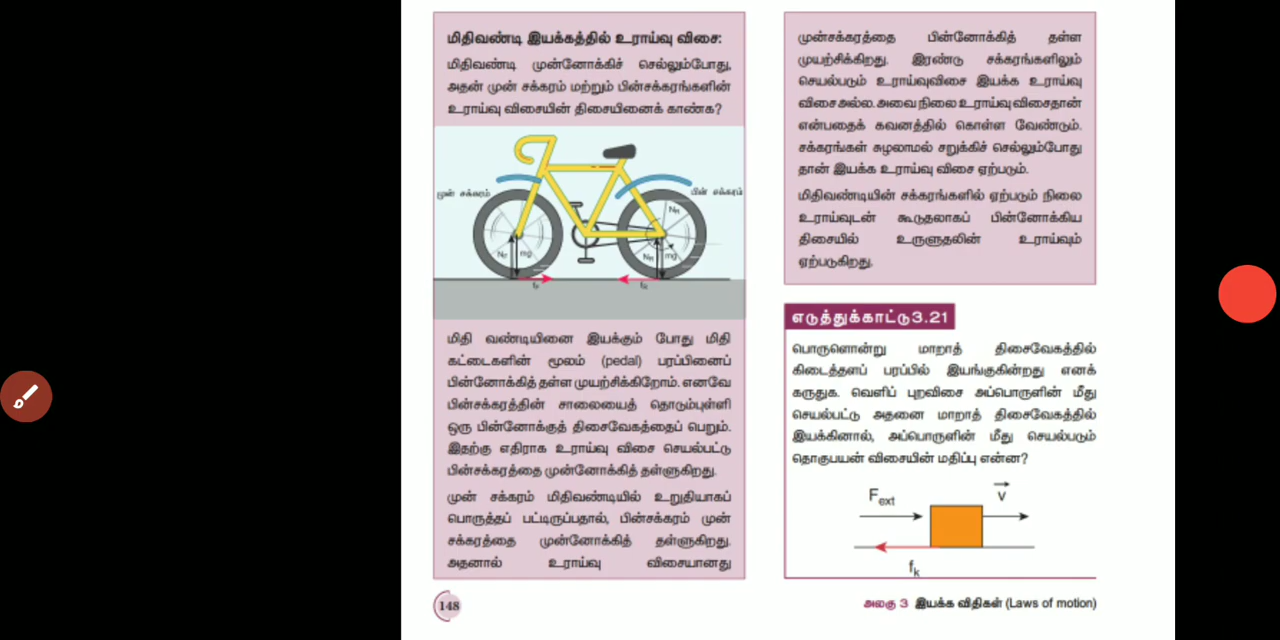 மிதிவண்டி இயக்கத்தில் உராய்வு விசை:
மிதிவண்டி முன்னோக்கிச் செல்லும்போது,
அதன் முன் சக்கரம் மற்றும் பின்சக்கரங்களின்
உராய்வு விசையின் திசையினைக் காண்க?
முன் சக்கரம்
பின் சக்கரம்
NR
NF mg
NR mg
fF
fR
மிதி வண்டியினை இயக்கும் போது மிதி
கட்டைகளின் மூலம் (pedal) பரப்பினைப்
பின்னோக்கித் தள்ள முயற்சிக்கிறோம். எனவே
பின்சக்கரத்தின் சாலையைத் தொடும்புள்ளி
ஒரு பின்னோக்குத் திசைவேகத்தைப் பெறும்.
இதற்கு எதிராக உராய்வு விசை செயல்பட்டு
பின்சக்கரத்தை முன்னோக்கித் தள்ளுகிறது.
முன் சக்கரம் மிதிவண்டியில் உறுதியாகப்
பொருத்தப் பட்டிருப்பதால், பின்சக்கரம் முன்
சக்கரத்தை முன்னோக்கித் தள்ளுகிறது.
அதனால் உராய்வு விசையானது
148
முன்சக்கரத்தை பின்னோக்கித் தள்ள
முயற்சிக்கிறது. இரண்டு சக்கரங்களிலும்
செயல்படும் உராய்வுவிசை இயக்க உராய்வு
விசை அல்ல. அவை நிலை உராய்வு விசைதான்
என்பதைக் கவனத்தில் கொள்ள வேண்டும்.
சக்கரங்கள் சுழலாமல் சறுக்கிச் செல்லும்போது
தான் இயக்க உராய்வு விசை ஏற்படும்.
மிதிவண்டியின் சக்கரங்களில் ஏற்படும் நிலை
உராய்வுடன் கூடுதலாகப் பின்னோக்கிய
திசையில் உருளுதலின் உராய்வும்
ஏற்படுகிறது.
எடுத்துக்காட்டு3.21
பொருளொன்று மாறாத் திசைவேகத்தில்
கிடைத்தளப் பரப்பில் இயங்குகின்றது எனக்
கருதுக. வெளிப் புறவிசை அப்பொருளின் மீது
செயல்பட்டு அதனை மாறாத் திசைவேகத்தில்
இயக்கினால், அப்பொருளின் மீது செயல்படும்
தொகுபயன் விசையின் மதிப்பு என்ன?
Fext
v
fk
அலகு 3 இயக்க விதிகள் (Laws of motion)